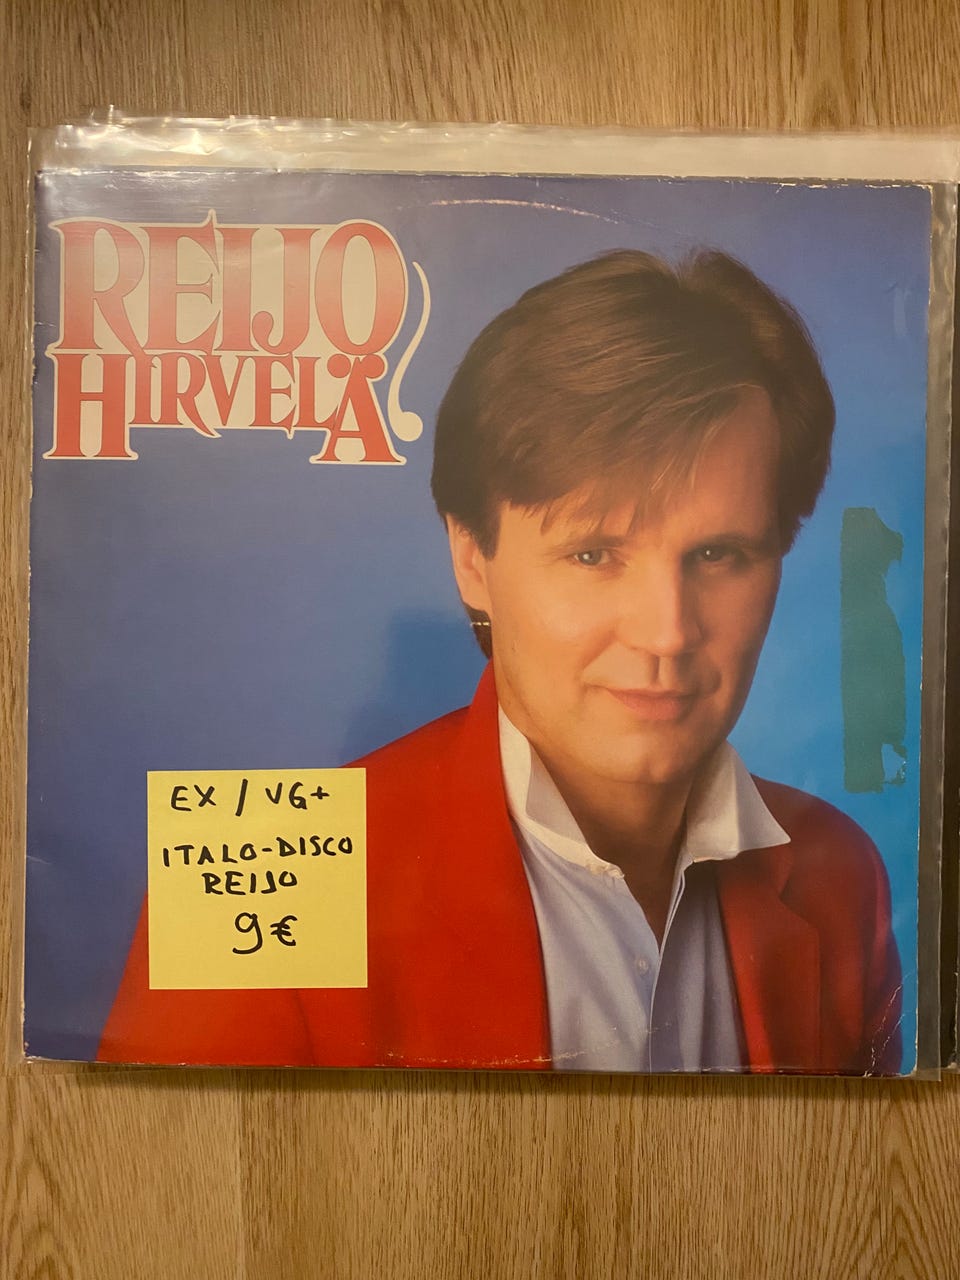 REIJO
HIRVELÄ
EX / VG+
ITALO-DISCO
REIJO
9€